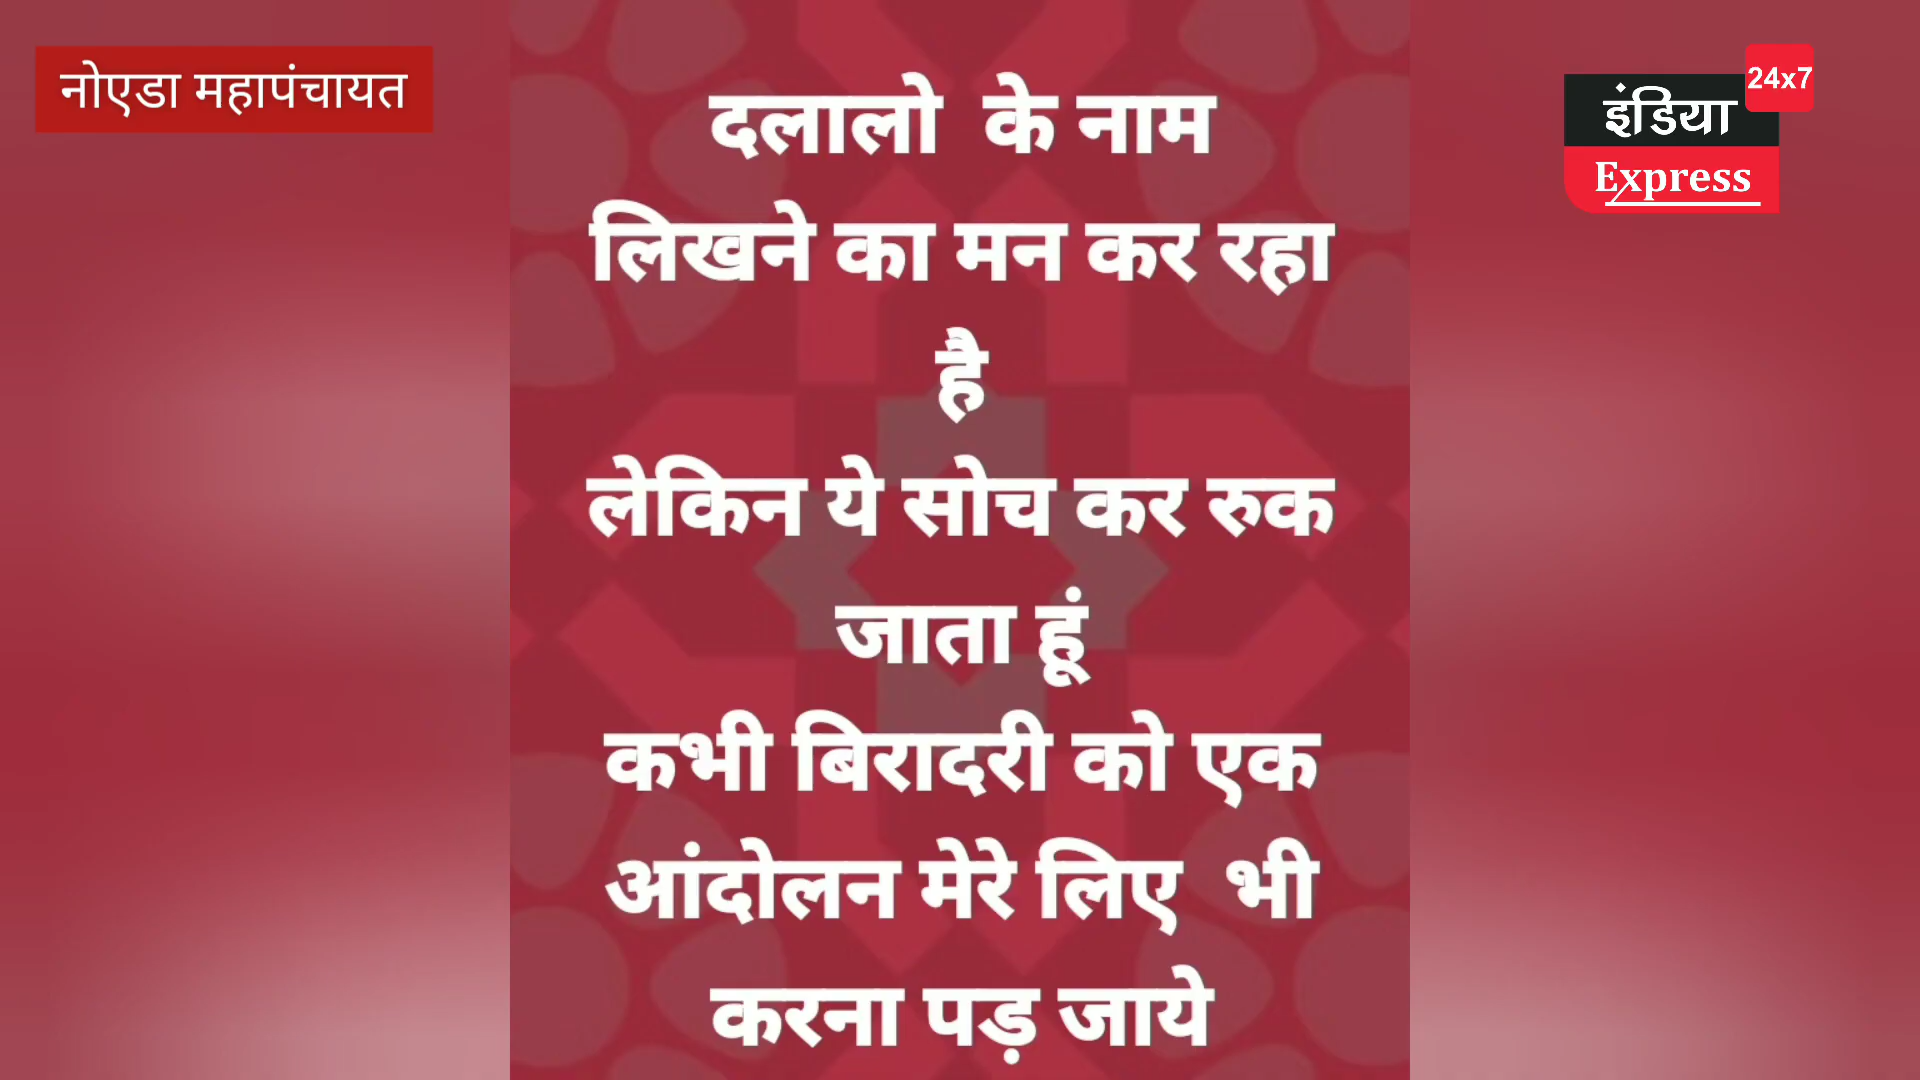 नोएडा महापंचायत
24x7
इंडिया
Express
दलालो के नाम
लिखने का मन कर रहा
है
लेकिन ये सोच कर रुक
जाता हूं
कभी बिरादरी को एक
आंदोलन मेरे लिए भी
करना पड़ जाये